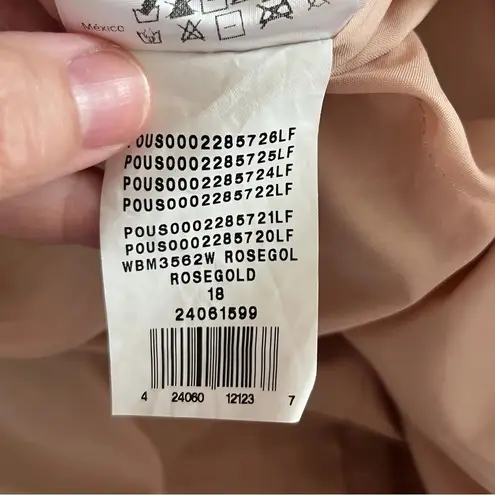 México
POUS0002285726LF
POUS0002285725LF
POUS0002285724LF
POUS0002285722LF
POUS0002285721LF
POUS0002285720LF
WBM3562W ROSEGOL
ROSEGOLD
18
24061599
4 24060 12123 7